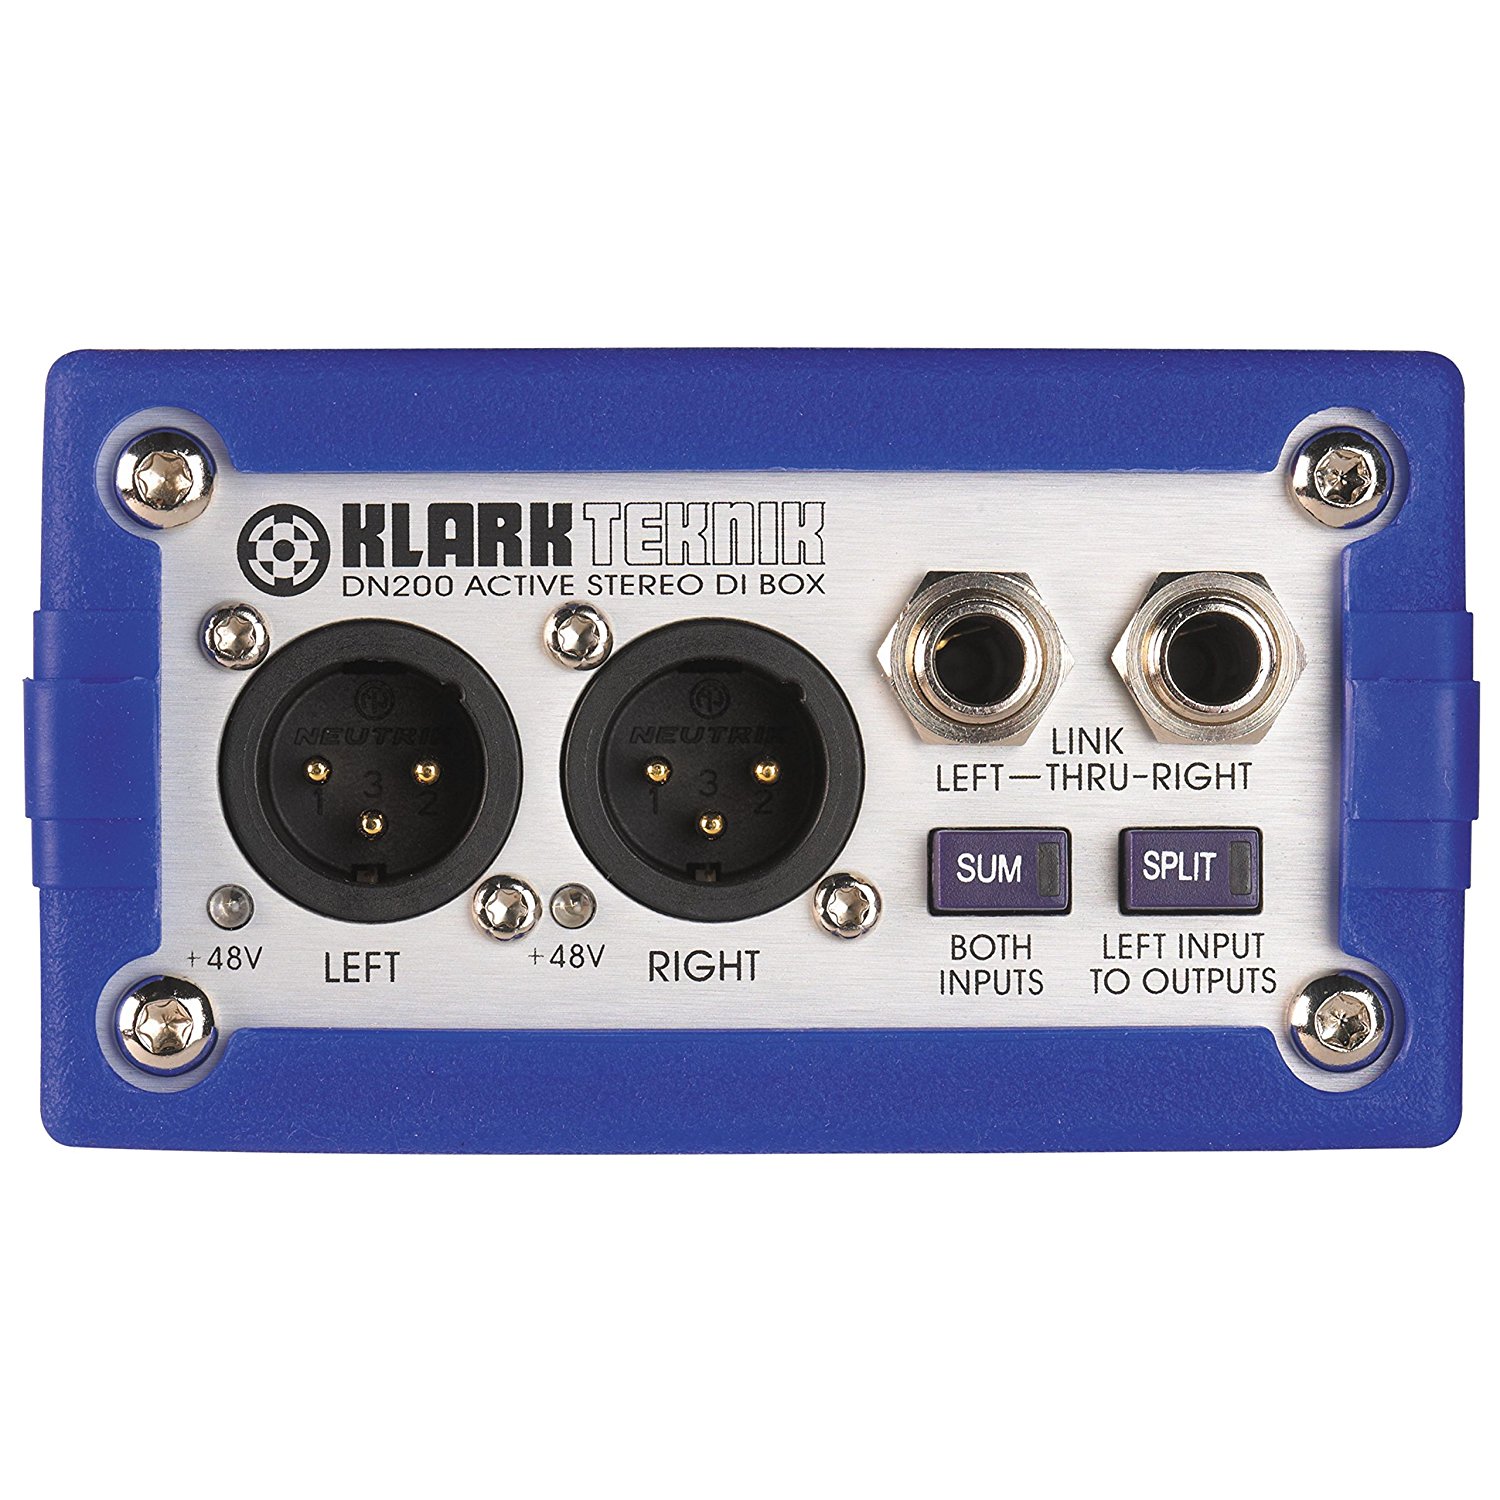 KLARK TEKNIK
DN200 ACTIVE STEREO DI BOX
NEUTRIK
1 3 2
NEUTRIK
1 3 2
LINK
LEFT—THRU-RIGHT
SUM
SPLIT
+48V
LEFT
+48V
RIGHT
BOTH
INPUTS
LEFT INPUT
TO OUTPUTS